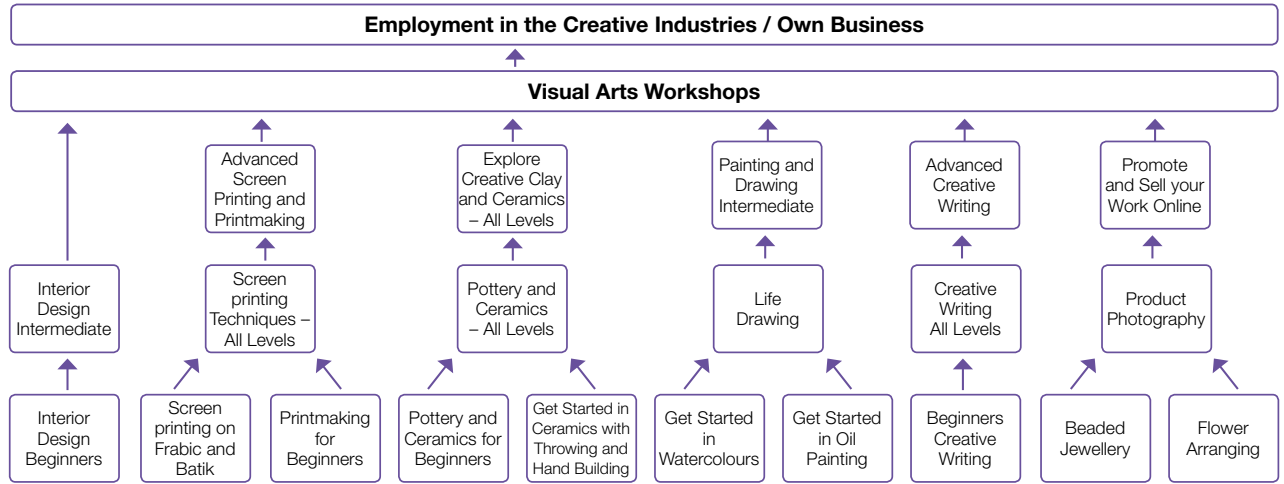 Employment in the Creative Industries / Own Business
Visual Arts Workshops
Advanced
Screen
Printing and
Printmaking
Explore
Creative Clay
and Ceramics
– All Levels
Painting and
Drawing
Intermediate
Advanced
Creative
Writing
Promote
and Sell your
Work Online
Interior
Design
Intermediate
Screen
printing
Techniques –
All Levels
Pottery and
Ceramics
– All Levels
Life
Drawing
Creative
Writing
All Levels
Product
Photography
Interior
Design
Beginners
Screen
printing on
Frabic and
Batik
Printmaking
for
Beginners
Pottery and
Ceramics for
Beginners
Get Started in
Ceramics with
Throwing and
Hand Building
Get Started
in
Watercolours
Get Started
in Oil
Painting
Beginners
Creative
Writing
Beaded
Jewellery
Flower
Arranging